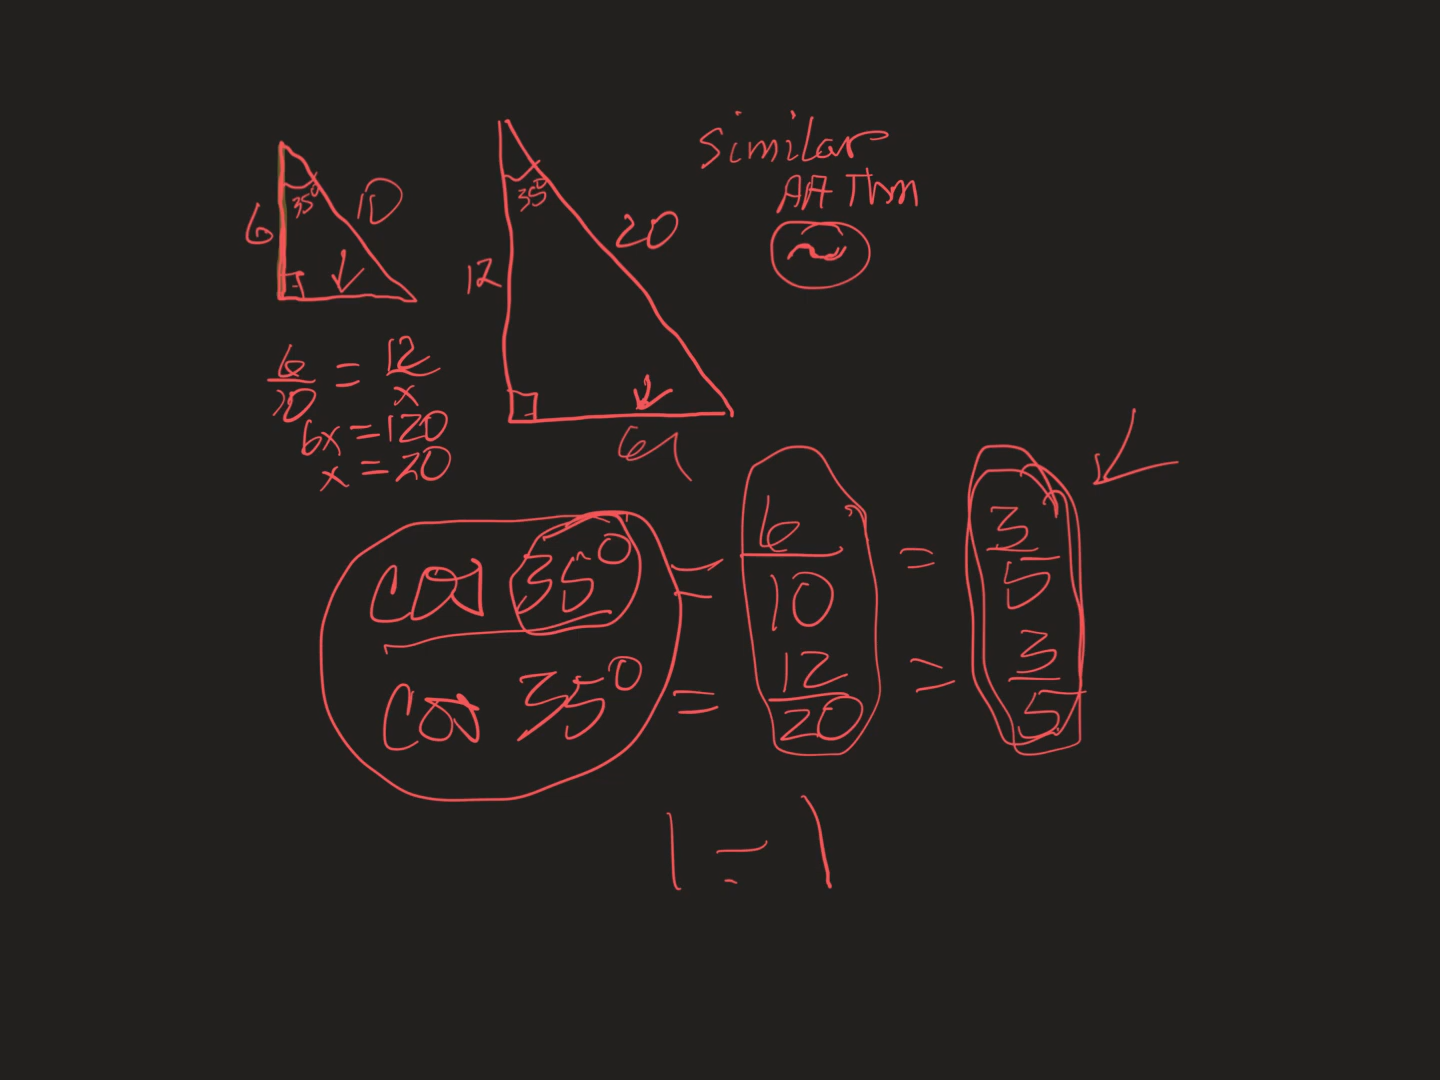 Similar
AA Thm
~
6
35°
10
12
35°
20
6/10 = 12/x
6x = 120
x = 20
cos 35° = 6/10 = 3/5
cos 35° = 12/20 = 3/5
1 = 1